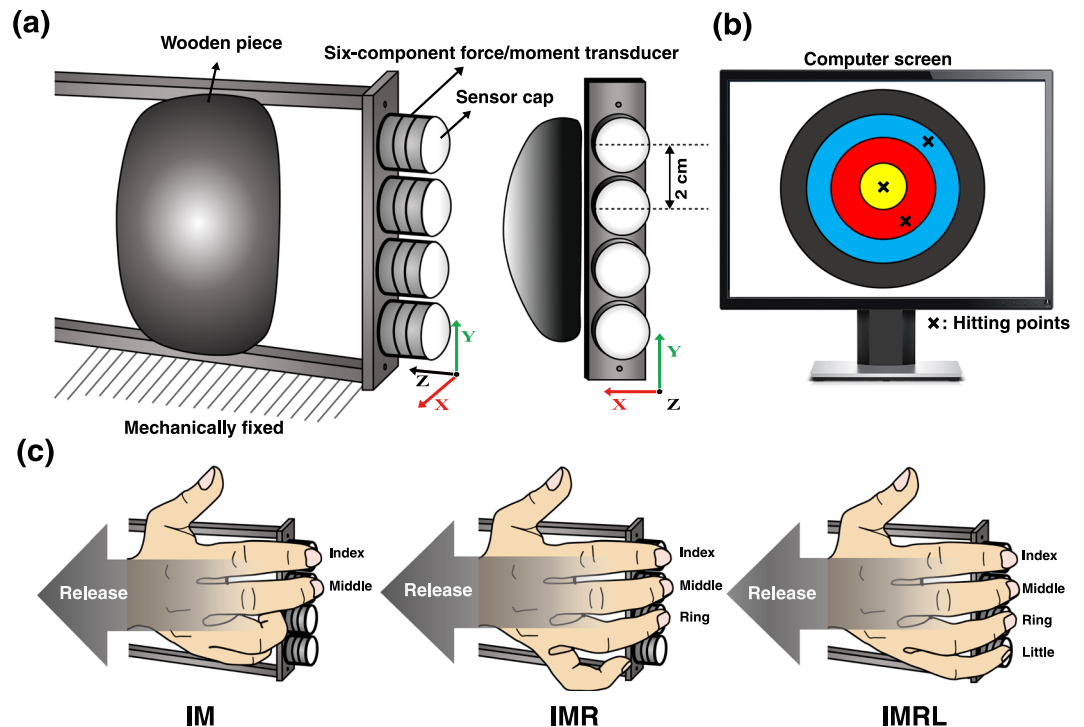 (a)
Wooden piece
Six-component force/moment transducer
Sensor cap
2 cm
Y
Z
X
Y
X
Z
Mechanically fixed
(b)
Computer screen
×: Hitting points
(c)
Release
Index
Middle
IM
Release
Index
Middle
Ring
IMR
Release
Index
Middle
Ring
Little
IMRL